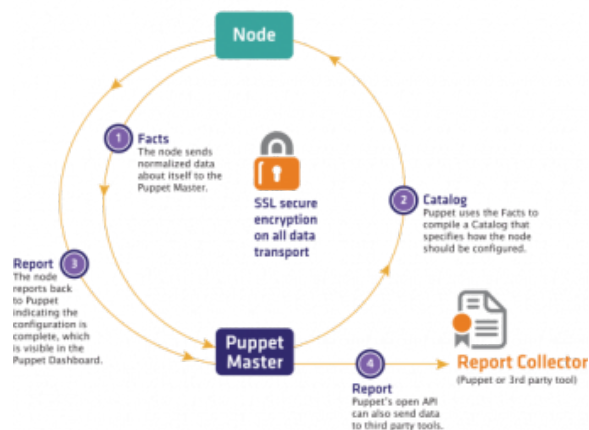 Node
1
Facts
The node sends
normalized data
about itself to the
Puppet Master.
SSL secure
encryption
on all data
transport
2
Catalog
Puppet uses the Facts to
compile a Catalog that
specifies how the node
should be configured.
3
Report
The node
reports back
to Puppet
indicating the
configuration is
complete, which
is visible in the
Puppet Dashboard.
Puppet
Master
4
Report
Puppet's open API
can also send data
to third party tools.
Report Collector
(Puppet or 3rd party tool)